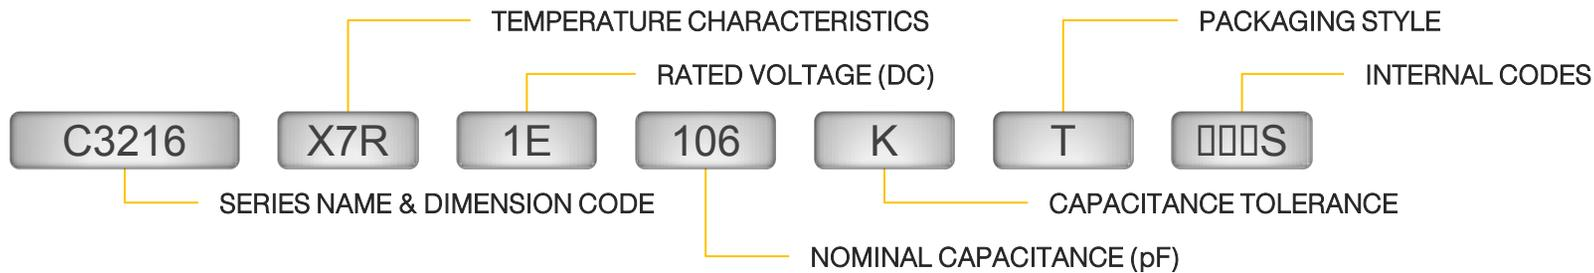 TEMPERATURE CHARACTERISTICS
PACKAGING STYLE
RATED VOLTAGE (DC)
INTERNAL CODES
C3216 X7R 1E 106 K T □□□S
SERIES NAME & DIMENSION CODE
CAPACITANCE TOLERANCE
NOMINAL CAPACITANCE (pF)